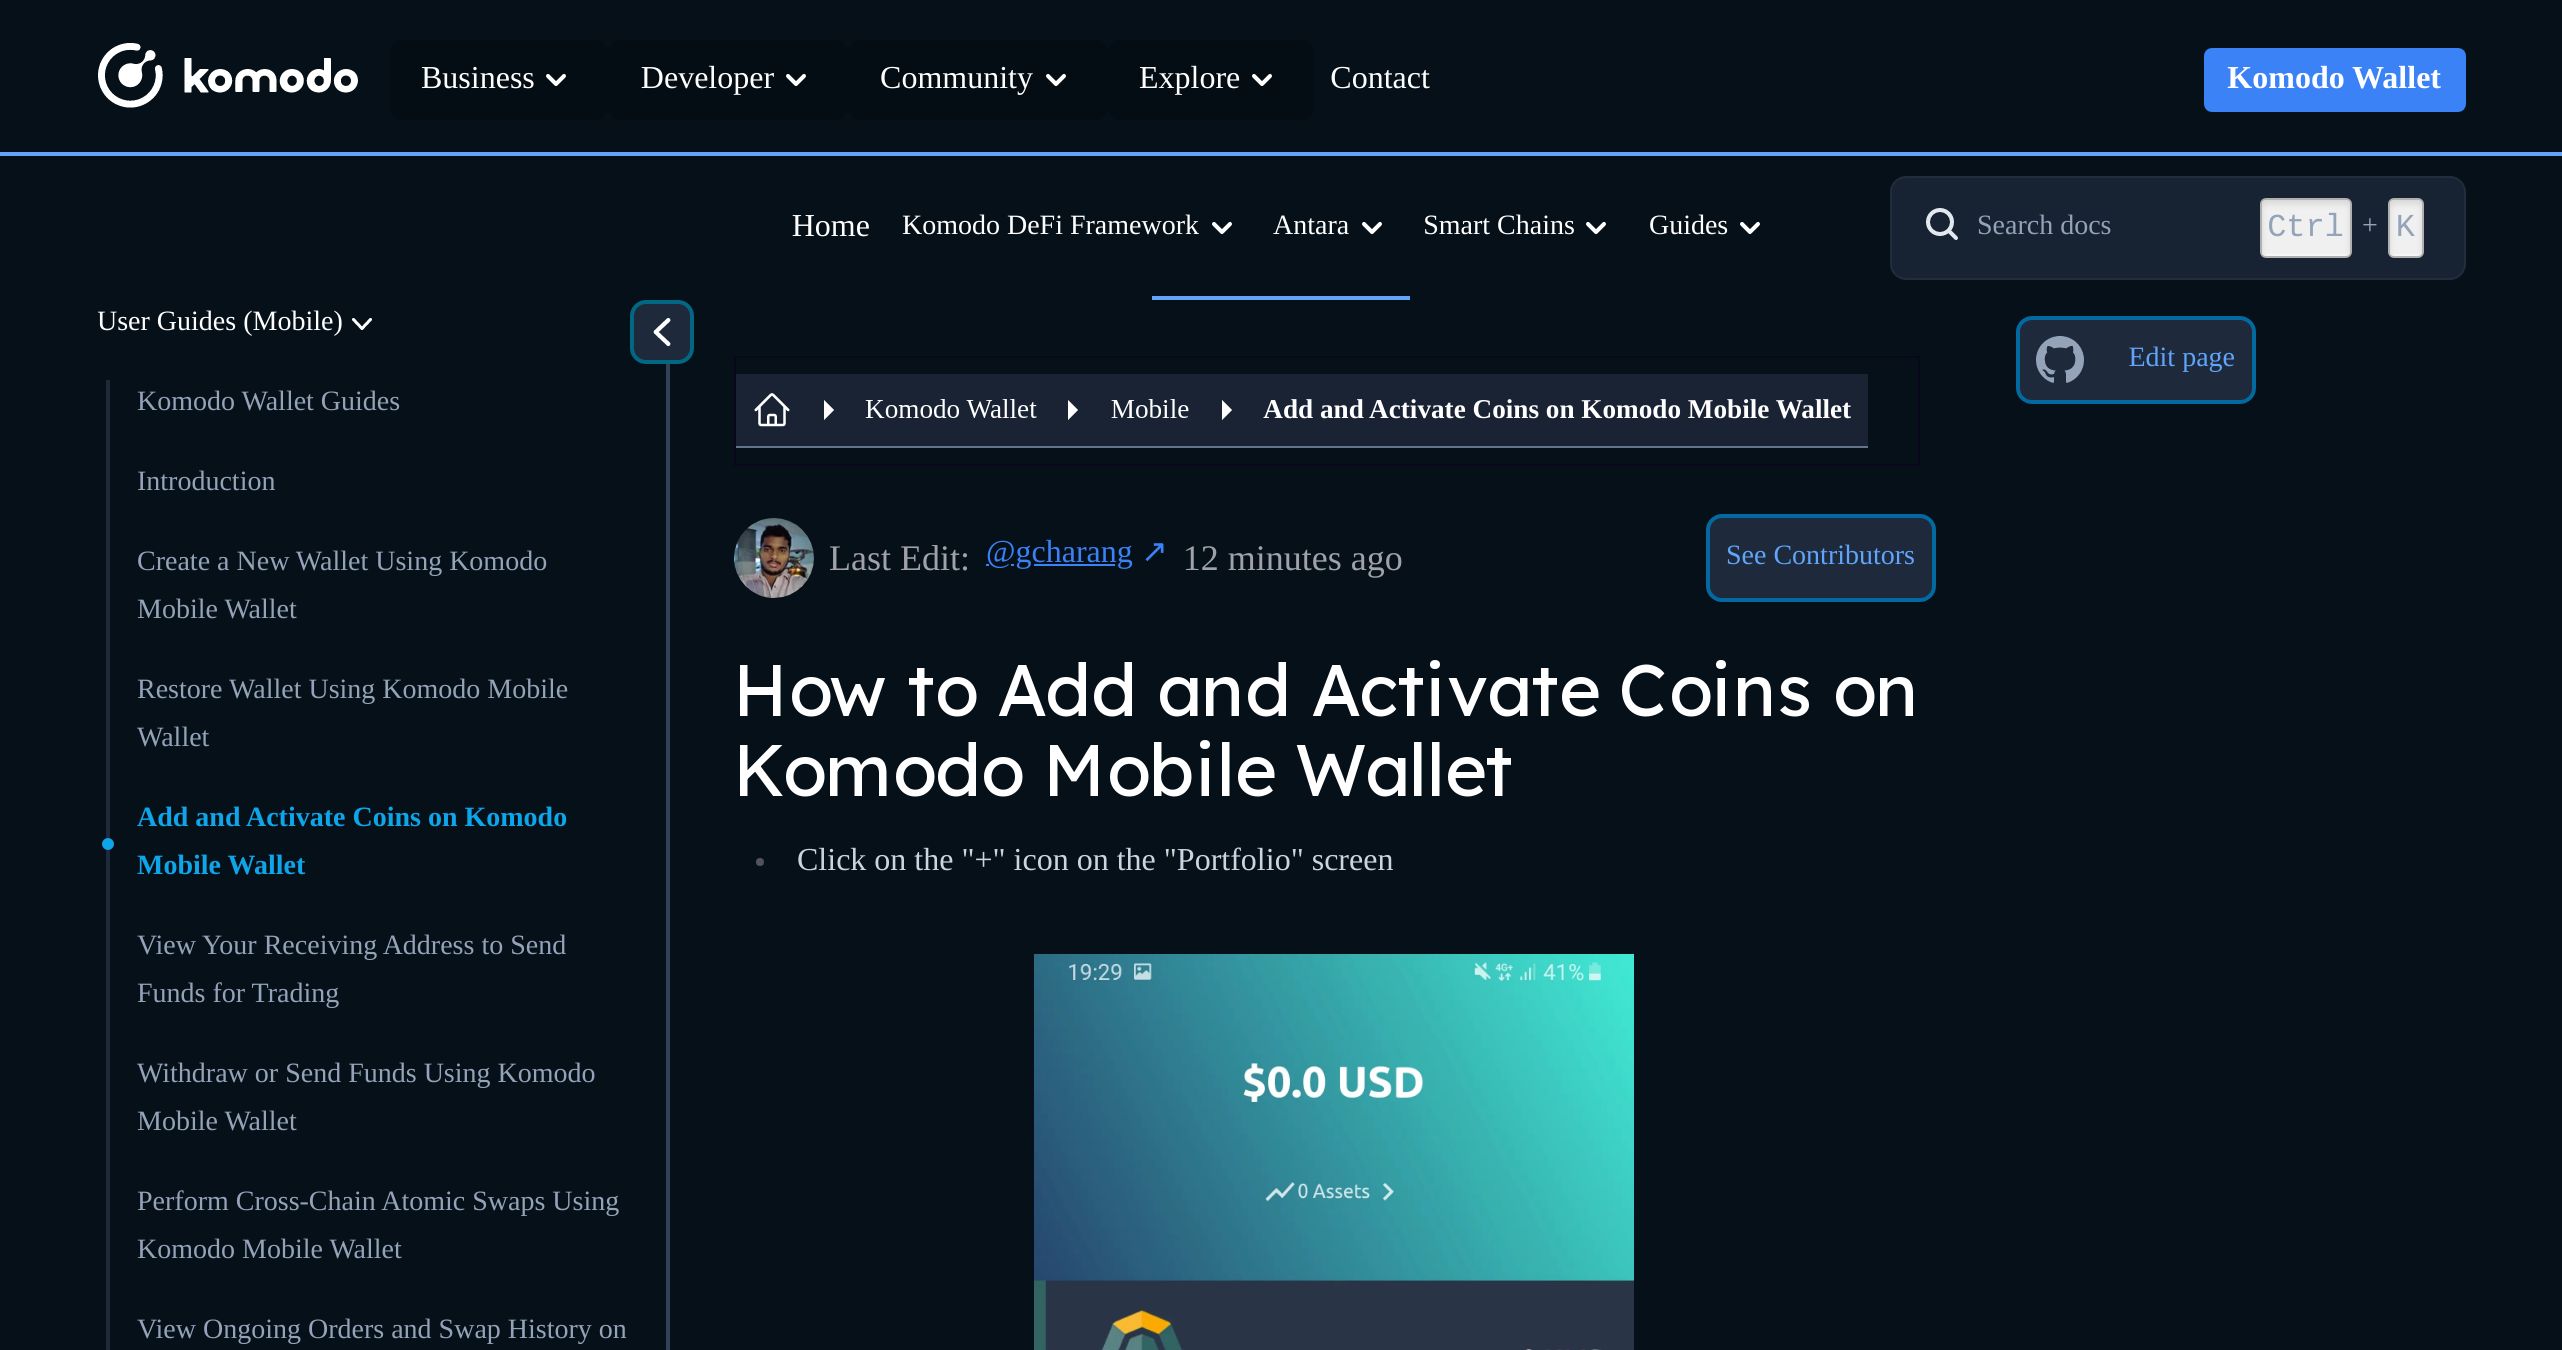 komodo Business Developer Community Explore Contact Komodo Wallet
Home Komodo DeFi Framework Antara Smart Chains Guides Search docs Ctrl + K
User Guides (Mobile)
Edit page
Komodo Wallet Mobile Add and Activate Coins on Komodo Mobile Wallet
Komodo Wallet Guides
Introduction
Create a New Wallet Using Komodo
Mobile Wallet
Restore Wallet Using Komodo Mobile
Wallet
Add and Activate Coins on Komodo
Mobile Wallet
View Your Receiving Address to Send
Funds for Trading
Withdraw or Send Funds Using Komodo
Mobile Wallet
Perform Cross-Chain Atomic Swaps Using
Komodo Mobile Wallet
View Ongoing Orders and Swap History on
Last Edit: @gcharang ↗ 12 minutes ago See Contributors
How to Add and Activate Coins on
Komodo Mobile Wallet
Click on the "+" icon on the "Portfolio" screen
19:29 4G+ 41%
$0.0 USD
0 Assets